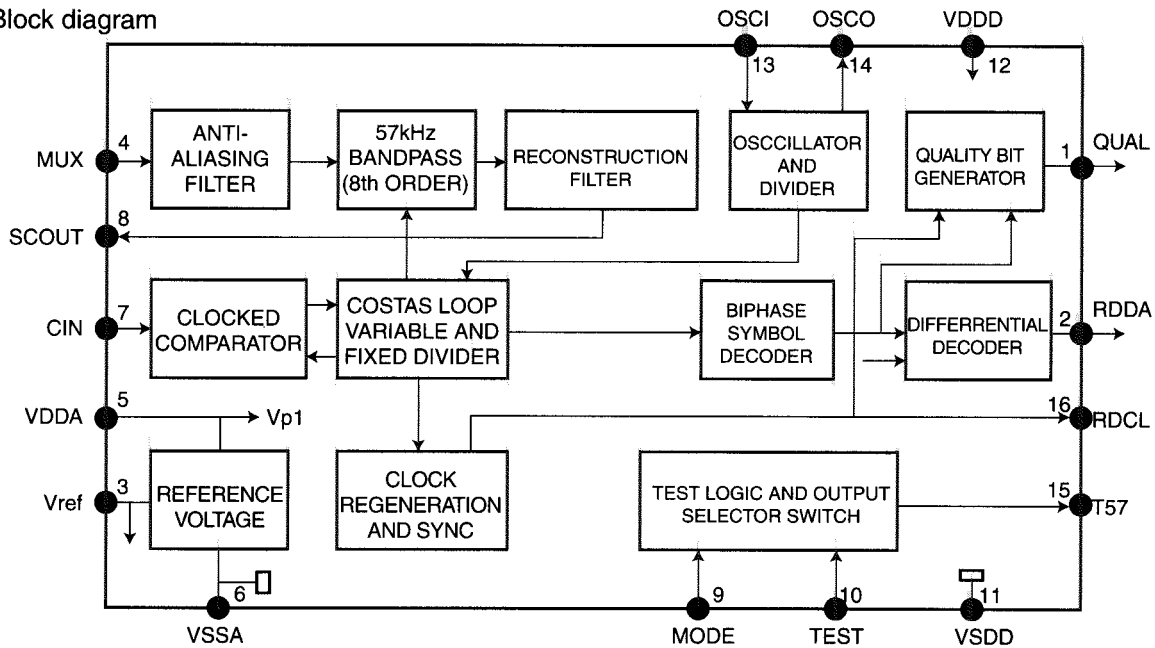 Block diagram
OSCI
OSCO
VDDD
13
14
12
MUX
4
ANTI-
ALIASING
FILTER
57kHz
BANDPASS
(8th ORDER)
RECONSTRUCTION
FILTER
OSCCILLATOR
AND
DIVIDER
QUALITY BIT
GENERATOR
1
QUAL
SCOUT
8
CIN
7
CLOCKED
COMPARATOR
COSTAS LOOP
VARIABLE AND
FIXED DIVIDER
BIPHASE
SYMBOL
DECODER
DIFFERRENTIAL
DECODER
2
RDDA
VDDA
5
Vp1
16
RDCL
Vref
3
REFERENCE
VOLTAGE
CLOCK
REGENERATION
AND SYNC
TEST LOGIC AND OUTPUT
SELECTOR SWITCH
15
T57
6
9
10
11
VSSA
MODE
TEST
VSDD